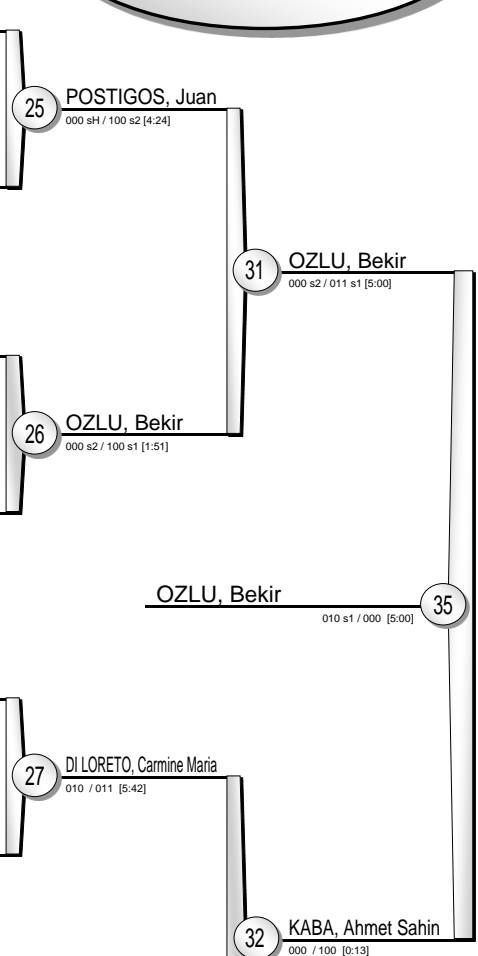 25
POSTIGOS, Juan
000 sH / 100 s2 [4:24]
31
OZLU, Bekir
000 s2 / 011 s1 [5:00]
26
OZLU, Bekir
000 s2 / 100 s1 [1:51]
OZLU, Bekir
35
010 s1 / 000 [5:00]
27
DI LORETO, Carmine Maria
010 / 011 [5:42]
32
KABA, Ahmet Sahin
000 / 100 [0:13]